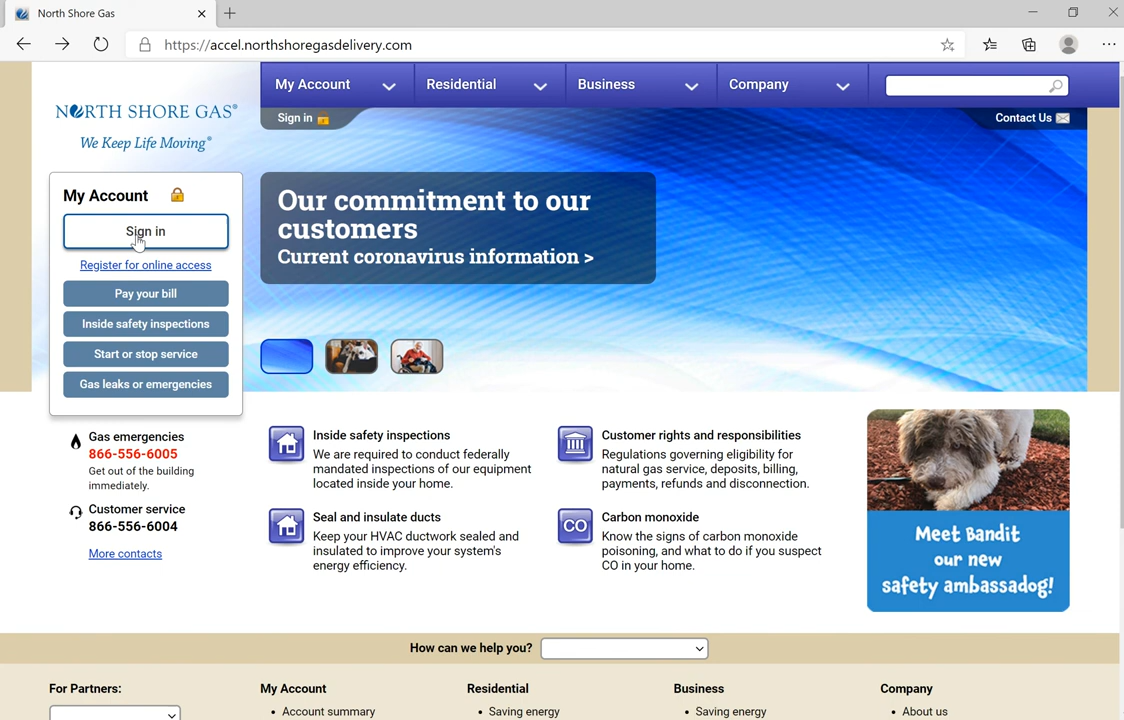 North Shore Gas
https://accel.northshoregasdelivery.com
NORTH SHORE GAS®
We Keep Life Moving®
My Account
Residential
Business
Company
Sign in
Contact Us
My Account
Sign in
Register for online access
Pay your bill
Inside safety inspections
Start or stop service
Gas leaks or emergencies
Our commitment to our
customers
Current coronavirus information >
Gas emergencies
866-556-6005
Get out of the building
immediately.
Customer service
866-556-6004
More contacts
Inside safety inspections
We are required to conduct federally
mandated inspections of our equipment
located inside your home.
Customer rights and responsibilities
Regulations governing eligibility for
natural gas service, deposits, billing,
payments, refunds and disconnection.
Seal and insulate ducts
Keep your HVAC ductwork sealed and
insulated to improve your system's
energy efficiency.
CO
Carbon monoxide
Know the signs of carbon monoxide
poisoning, and what to do if you suspect
CO in your home.
Meet Bandit
our new
safety ambassadog!
How can we help you?
For Partners:
My Account
• Account summary
Residential
• Saving energy
Business
• Saving energy
Company
• About us